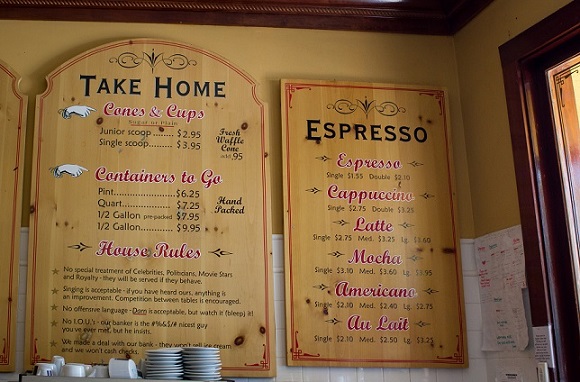 TAKE HOME
Cones & Cups
Sugar or Plain
Junior scoop ........ $2.95
Single scoop.......... $3.95
Fresh
Waffle
Cone
.95
Containers to Go
Pint.................. $6.25
Quart................ $7.25
1/2 Gallon pre-packed $7.95
1/2 Gallon............ $9.95
Hand
Packed
House Rules
No special treatment of Celebrities, Politicians, Movie Stars
and Royalty - they will be served if they behave.
Singing is acceptable - if you have good ears, anything is
an improvement. Competition between tables is encouraged.
No offensive language - Darn is acceptable, but watch it (bleep) it!
No I.O.U.'s - our banker is the #%&$/# nicest guy
you've ever met, but he insists.
We made a deal with our bank - they won't sell ice cream
and we won't cash checks.
ESPRESSO
Espresso
Single $1.55 Double $2.10
Cappuccino
Single $2.75 Double $3.25
Latte
Single $2.75 Med. $3.25 Lg. $3.60
Mocha
Single $3.10 Med. $3.60 Lg. $3.95
Americano
Single $2.10 Med. $2.40 Lg. $2.75
Au Lait
Single $2.10 Med. $2.50 Lg. $3.25